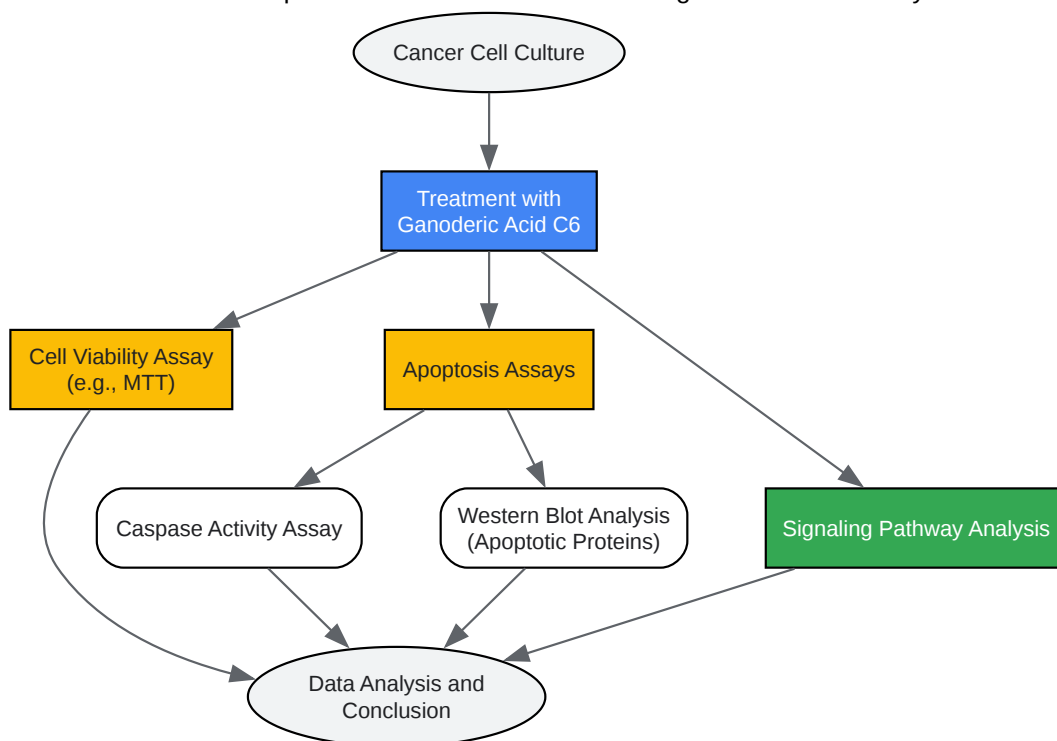 Cancer Cell Culture
Treatment with
Ganoderic Acid C6
Cell Viability Assay
(e.g., MTT)
Apoptosis Assays
Caspase Activity Assay
Western Blot Analysis
(Apoptotic Proteins)
Signaling Pathway Analysis
Data Analysis and
Conclusion